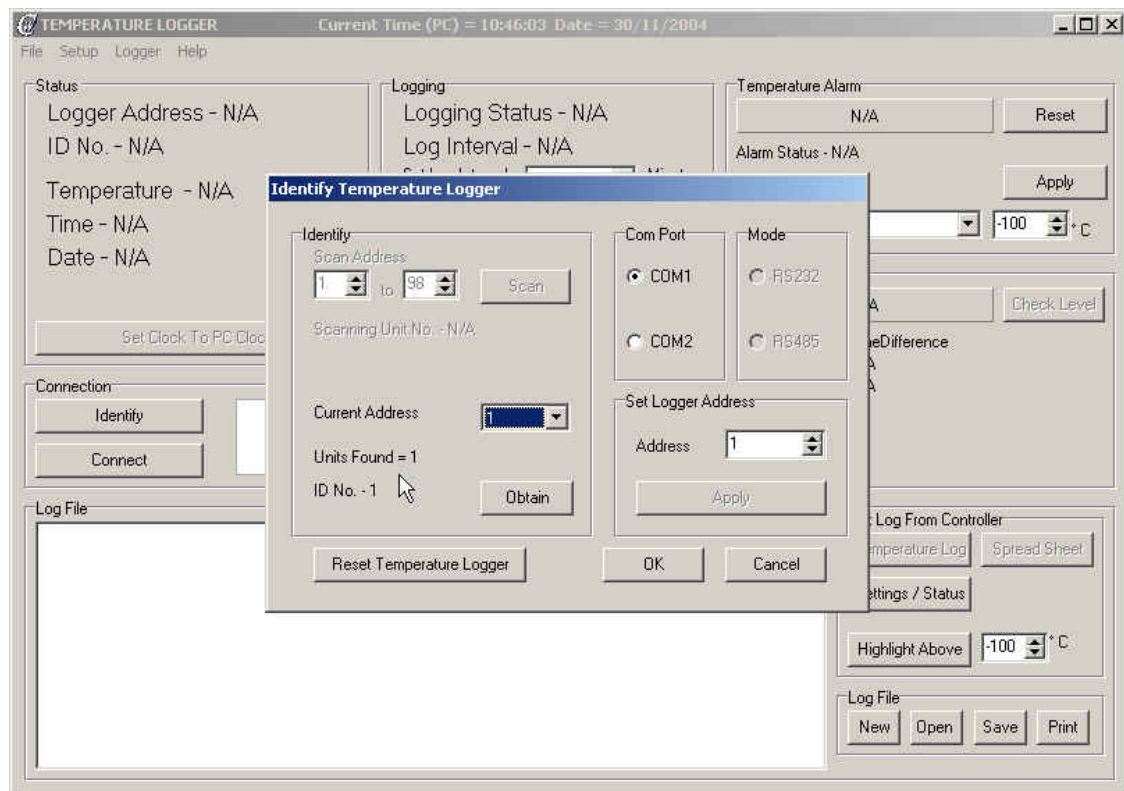 TEMPERATURE LOGGER Current Time (PC) = 10:46:03 Date = 30/11/2004
File Setup Logger Help
Status
Logger Address - N/A
ID No. - N/A
Temperature - N/A
Time - N/A
Date - N/A
Set Clock To PC Cloc
Logging
Logging Status - N/A
Log Interval - N/A
Temperature Alarm
N/A
Reset
Alarm Status - N/A
Apply
-100 ° C
Check Level
eDifference
Connection
Identify
Connect
Identify Temperature Logger
Identify
Scan Address
1 to 98 Scan
Scanning Unit No. - N/A
Current Address 1
Units Found = 1
ID No. - 1 Obtain
Com Port
COM1
COM2
Mode
RS232
RS485
Set Logger Address
Address 1
Apply
Reset Temperature Logger
OK
Cancel
Log File
Log From Controller
emperature Log
Spread Sheet
ettings / Status
Highlight Above -100 ° C
Log File
New Open Save Print